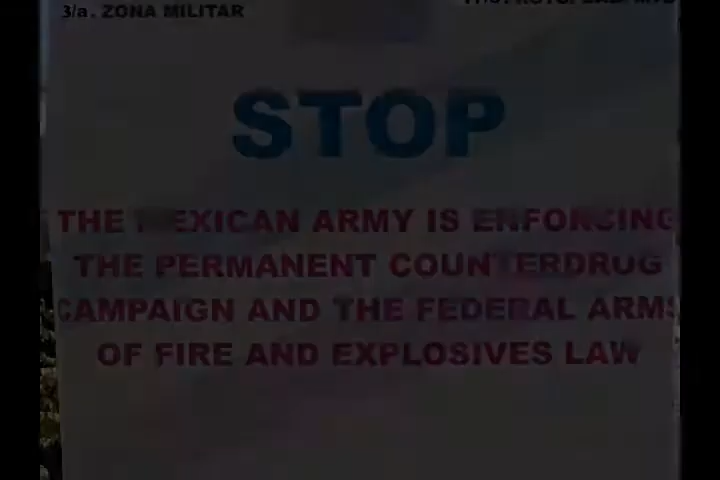 3/a. ZONA MILITAR
STOP
THE MEXICAN ARMY IS ENFORCING
THE PERMANENT COUNTERDRUG
CAMPAIGN AND THE FEDERAL ARMS
OF FIRE AND EXPLOSIVES LAW